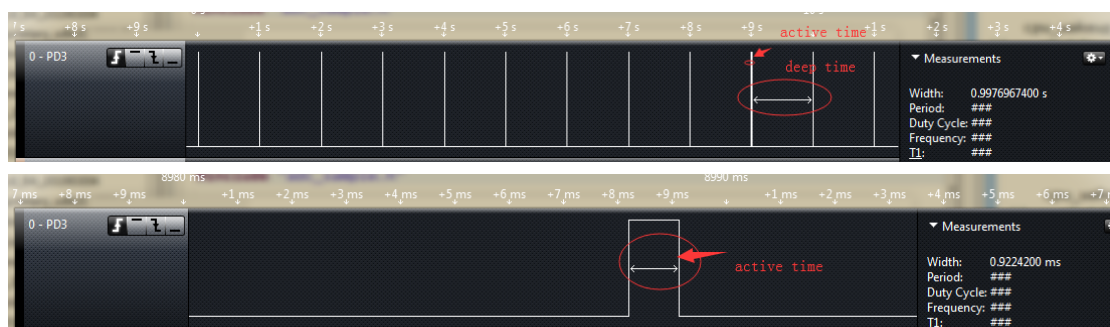 7 s +8 s +9 s +1 s +2 s +3 s +4 s +5 s +6 s +7 s +8 s +9 s +1 s +2 s +3 s +4 s
active time
0 - PD3
deep time
Measurements
Width: 0.9976967400 s
Period: ###
Duty Cycle: ###
Frequency: ###
T1: ###
8980 ms 8990 ms
7 ms +8 ms +9 ms +1 ms +2 ms +3 ms +4 ms +5 ms +6 ms +7 ms +8 ms +9 ms +1 ms +2 ms +3 ms +4 ms +5 ms +6 ms
0 - PD3
active time
Measurements
Width: 0.9224200 ms
Period: ###
Duty Cycle: ###
Frequency: ###
T1: ###